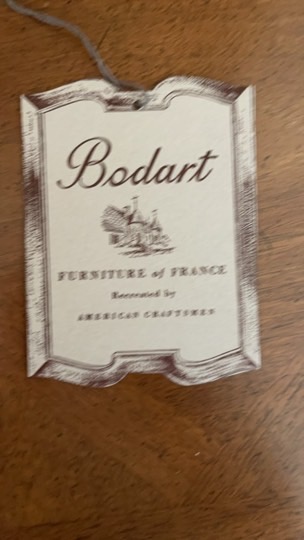 Bodart
FURNITURE of FRANCE
Recreated by
AMERICAN CRAFTSMEN